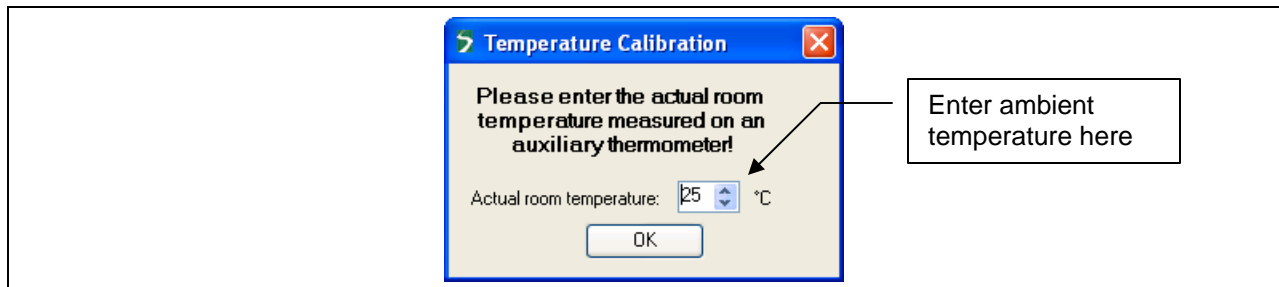 Temperature Calibration
Please enter the actual room
temperature measured on an
auxiliary thermometer!
Enter ambient
temperature here
Actual room temperature: 25 °C
OK